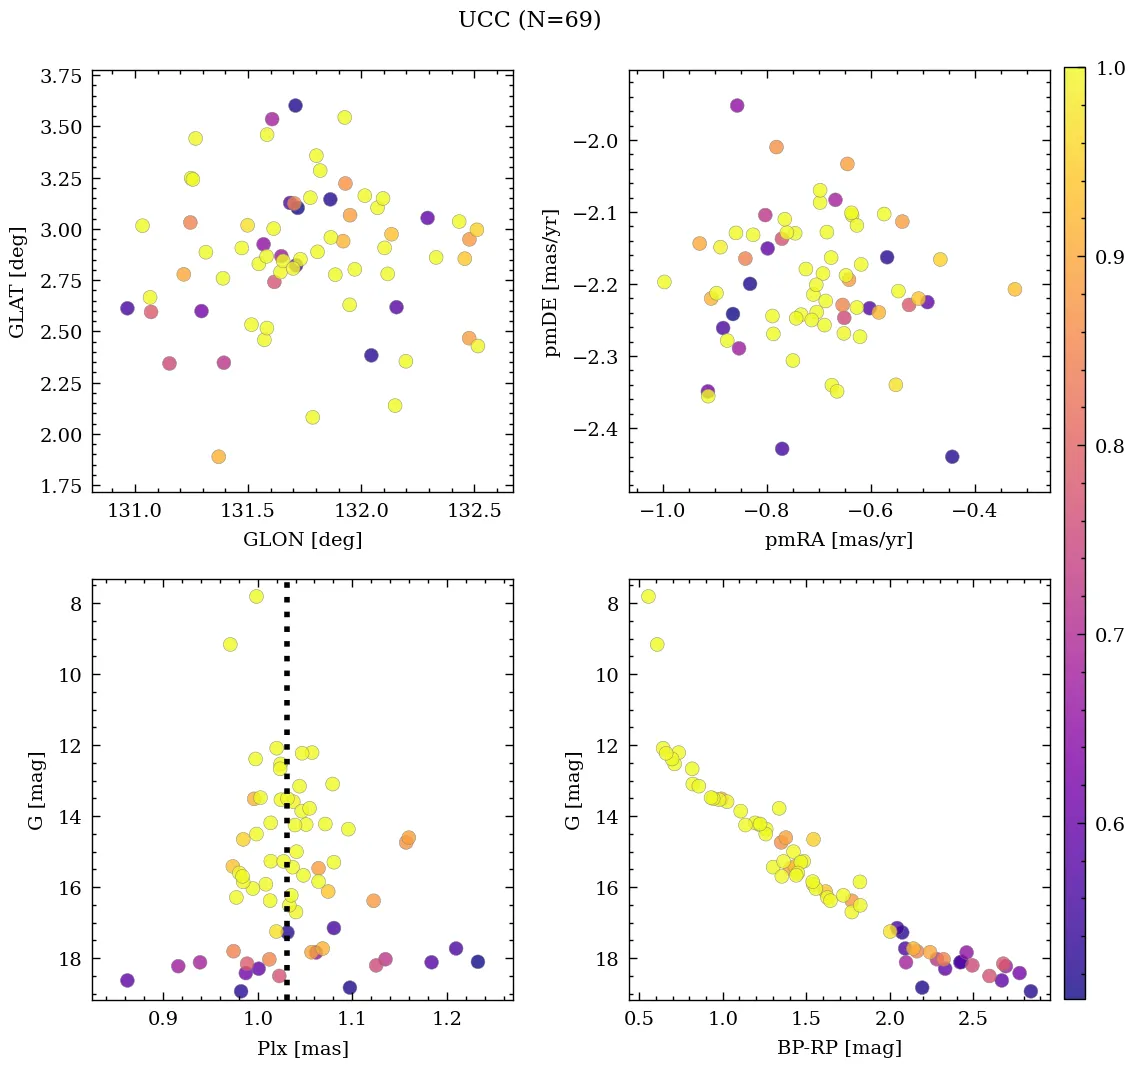 UCC (N=69)
3.75
3.50
3.25
3.00
2.75
2.50
2.25
2.00
1.75
GLAT [deg]
131.0 131.5 132.0 132.5
GLON [deg]
−2.0
−2.1
−2.2
−2.3
−2.4
pmDE [mas/yr]
−1.0 −0.8 −0.6 −0.4
pmRA [mas/yr]
8
10
12
14
16
18
G [mag]
0.9 1.0 1.1 1.2
Plx [mas]
8
10
12
14
16
18
G [mag]
0.5 1.0 1.5 2.0 2.5
BP-RP [mag]
1.0
0.9
0.8
0.7
0.6